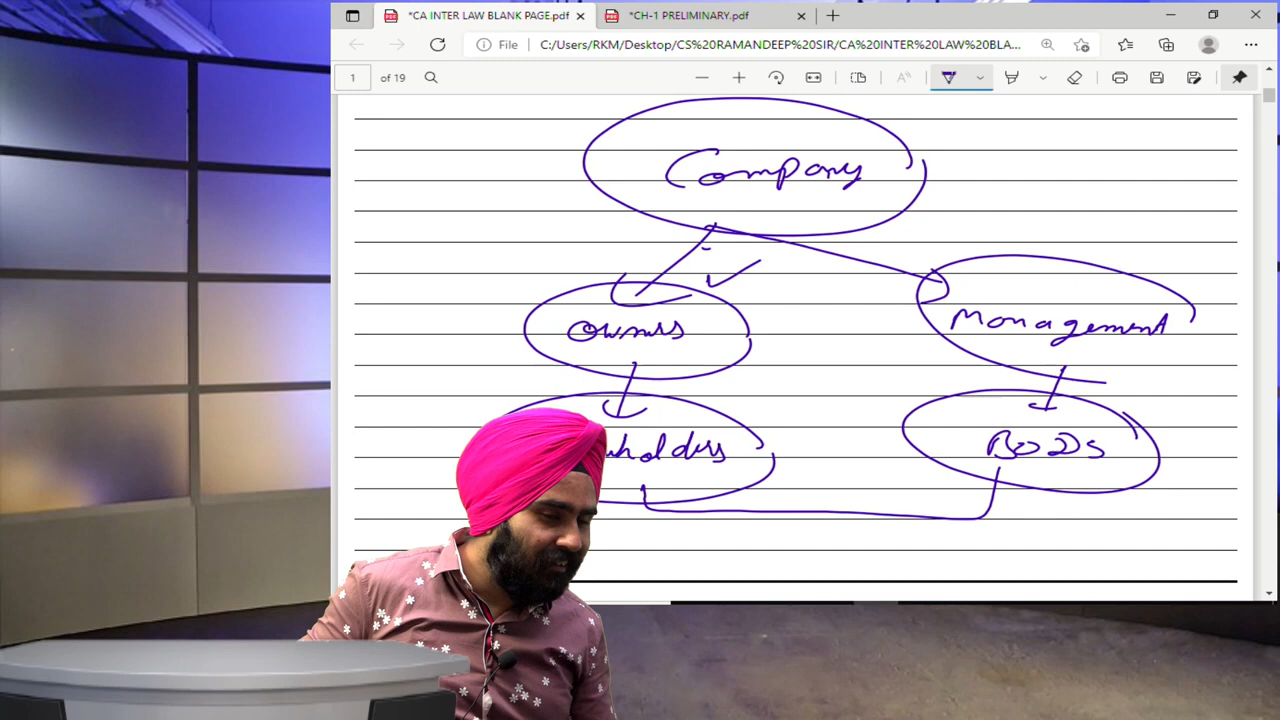 *CA INTER LAW BLANK PAGE.pdf
*CH-1 PRELIMINARY.pdf
File C:/Users/RKM/Desktop/CS%20RAMANDEEP%20SIR/CA%20INTER%20LAW%20BLA...
1 of 19
Company
Owners
Management
holders
BODs